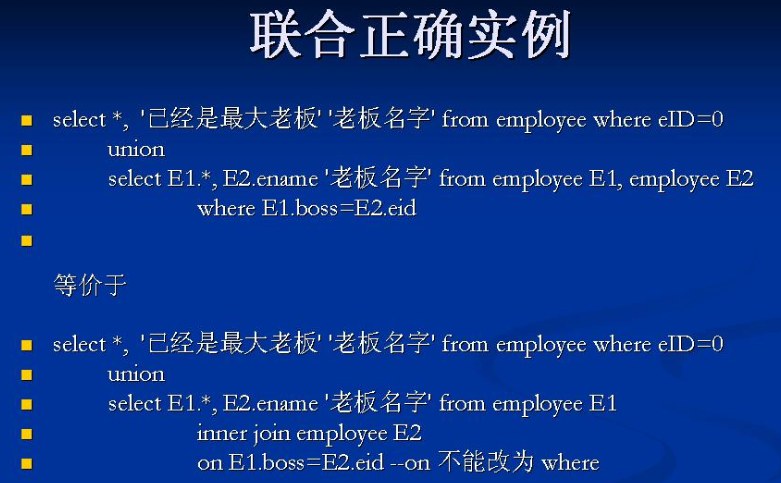 联合正确实例
select *, '已经是最大老板' '老板名字' from employee where eID=0
union
select E1.*, E2.ename '老板名字' from employee E1, employee E2
where E1.boss=E2.eid
等价于
select *, '已经是最大老板' '老板名字' from employee where eID=0
union
select E1.*, E2.ename '老板名字' from employee E1
inner join employee E2
on E1.boss=E2.eid --on 不能改为 where